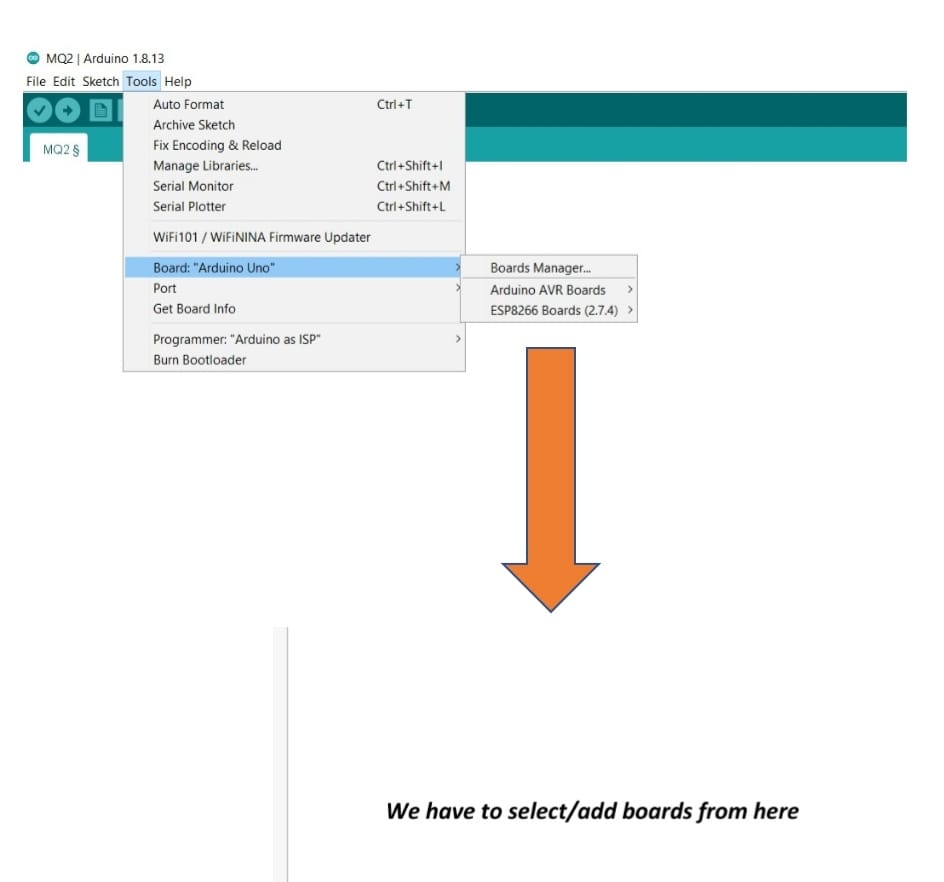 MQ2 | Arduino 1.8.13
File Edit Sketch Tools Help
MQ2 §
Auto Format Ctrl+T
Archive Sketch
Fix Encoding & Reload
Manage Libraries... Ctrl+Shift+I
Serial Monitor Ctrl+Shift+M
Serial Plotter Ctrl+Shift+L
WiFi101 / WiFiNINA Firmware Updater
Board: "Arduino Uno"
Port
Get Board Info
Programmer: "Arduino as ISP"
Burn Bootloader
Boards Manager...
Arduino AVR Boards
ESP8266 Boards (2.7.4)
We have to select/add boards from here